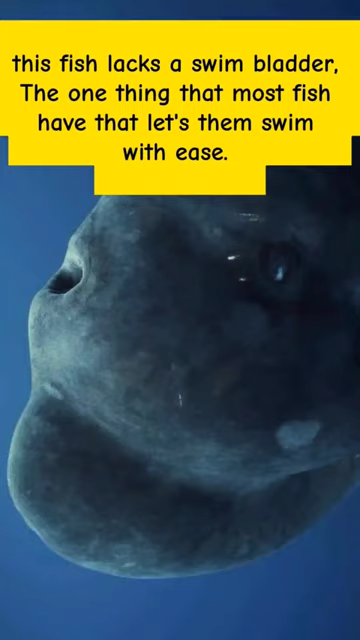 this fish lacks a swim bladder,
The one thing that most fish
have that let's them swim
with ease.